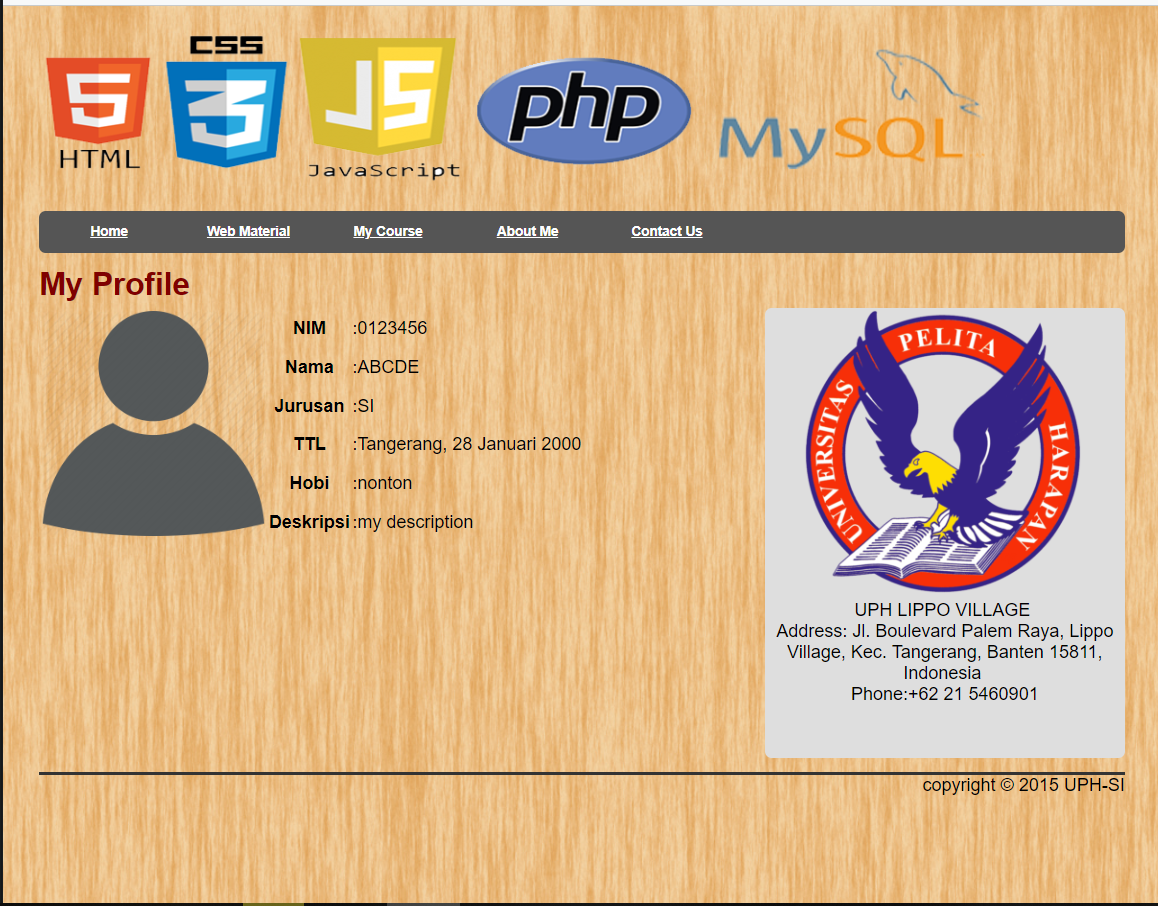 CSS
HTML
JavaScript
php
MySQL
Home Web Material My Course About Me Contact Us
My Profile
NIM :0123456
Nama :ABCDE
Jurusan :SI
TTL :Tangerang, 28 Januari 2000
Hobi :nonton
Deskripsi :my description
UNIVERSITAS PELITA HARAPAN
UPH LIPPO VILLAGE
Address: Jl. Boulevard Palem Raya, Lippo
Village, Kec. Tangerang, Banten 15811,
Indonesia
Phone:+62 21 5460901
copyright © 2015 UPH-SI